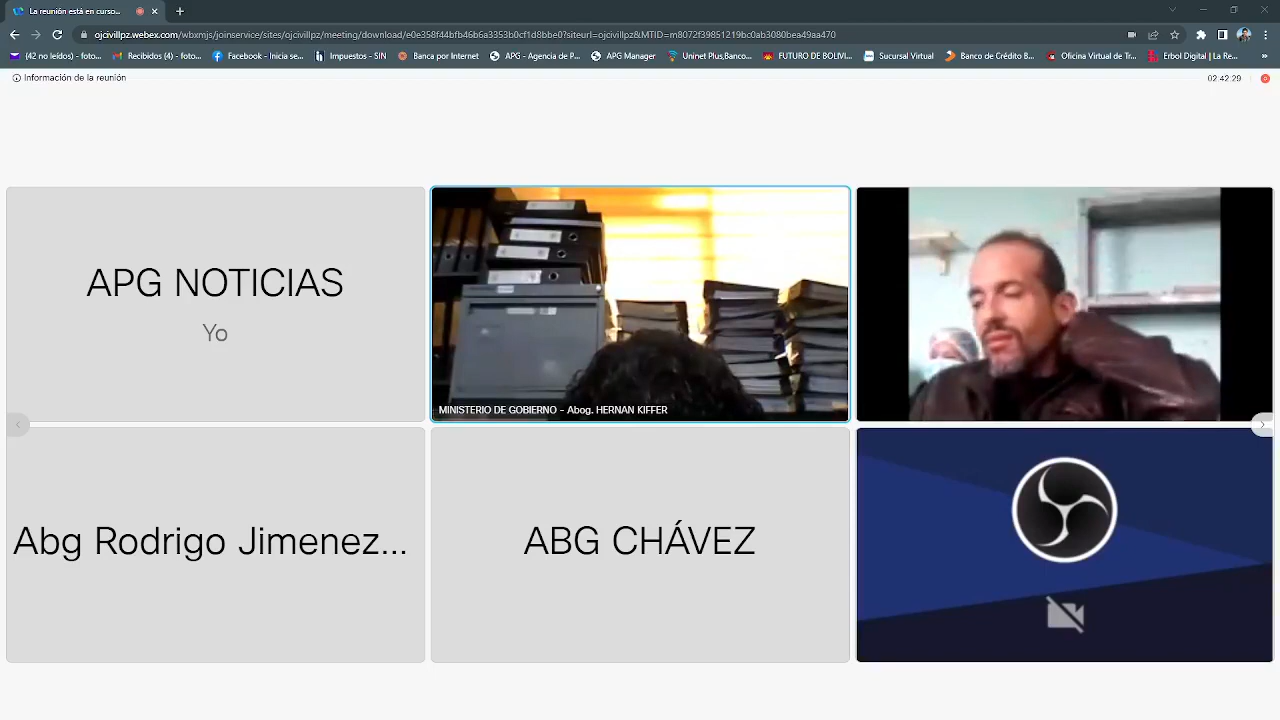 La reunión está en curso...
ojcivillpz.webex.com/wbxmjs/joinservice/sites/ojcivillpz/meeting/download/e0e358f44f1b46b6a3353b0cf1d8bbe0?siteurl=ojcivillpz&MTID=m8072f39851219bc0ab3080bea49aa470
(42 no leídos) - foto...
Recibidos (4) - foto...
Facebook - Inicia se...
Impuestos - SIN
Banca por Internet
APG - Agencia de P...
APG Manager
Uninet Plus,Banco...
FUTURO DE BOLIVI...
Sucursal Virtual
Banco de Crédito B...
Oficina Virtual de Tr...
Erbol Digital | La Re...
Información de la reunión
02:42:29
APG NOTICIAS
Yo
MINISTERIO DE GOBIERNO - Abog. HERNAN KIFFER
Abg Rodrigo Jimenez...
ABG CHÁVEZ